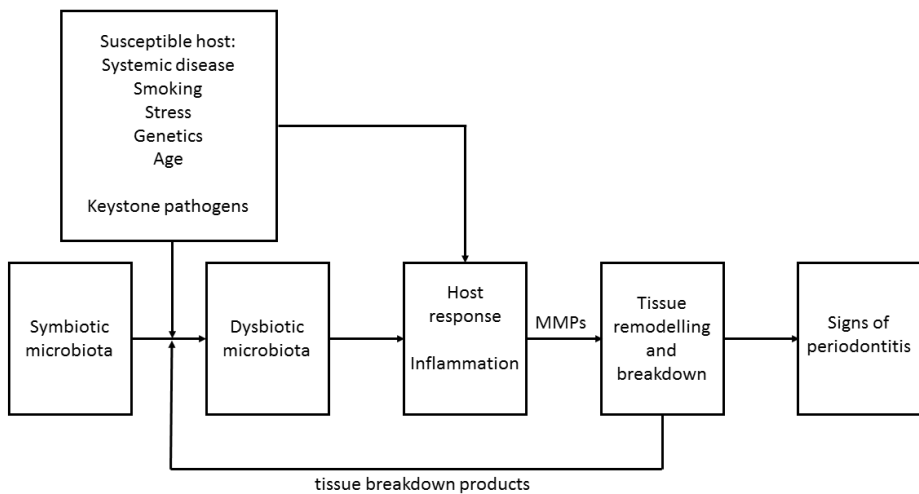 Susceptible host:
Systemic disease
Smoking
Stress
Genetics
Age
Keystone pathogens
Symbiotic
microbiota
Dysbiotic
microbiota
Host
response
Inflammation
MMPs
Tissue
remodelling
and
breakdown
Signs of
periodontitis
tissue breakdown products